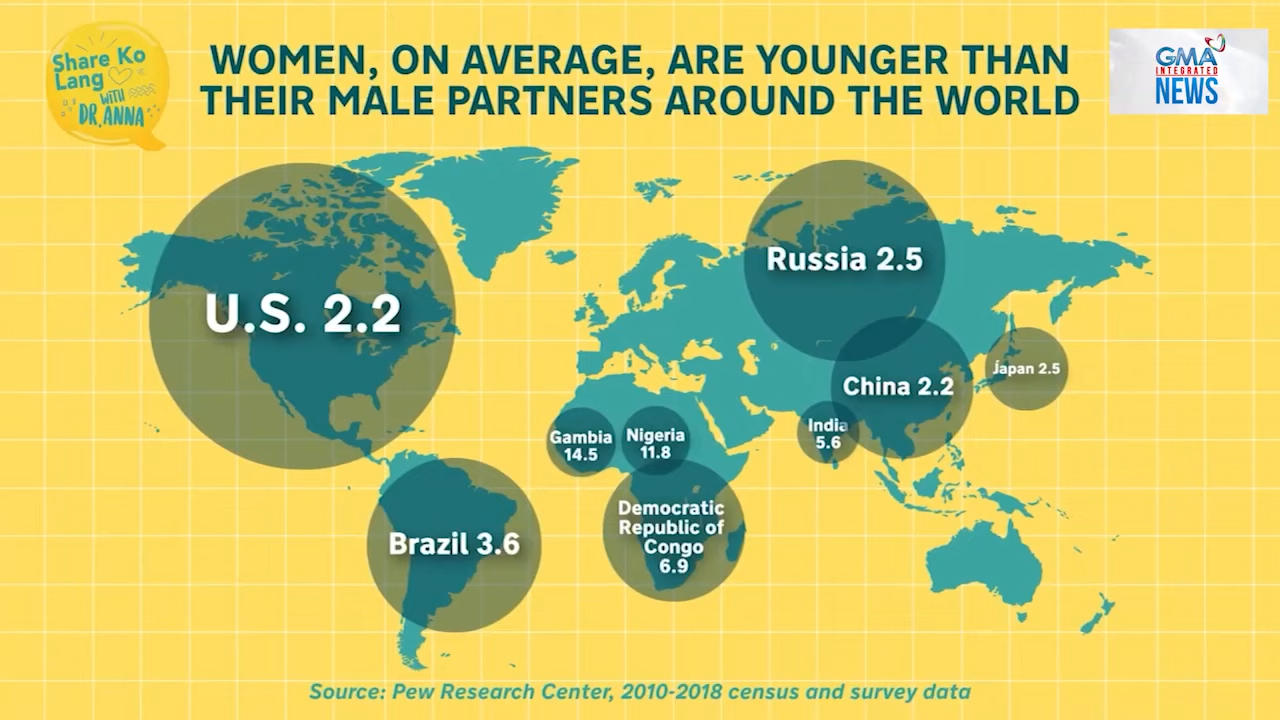 Share Ko
Lang
WITH
DR. ANNA
WOMEN, ON AVERAGE, ARE YOUNGER THAN
THEIR MALE PARTNERS AROUND THE WORLD
GMA
INTEGRATED
NEWS
U.S. 2.2
Russia 2.5
China 2.2
Japan 2.5
India
5.6
Gambia
14.5
Nigeria
11.8
Democratic
Republic of
Congo
6.9
Brazil 3.6
Source: Pew Research Center, 2010-2018 census and survey data